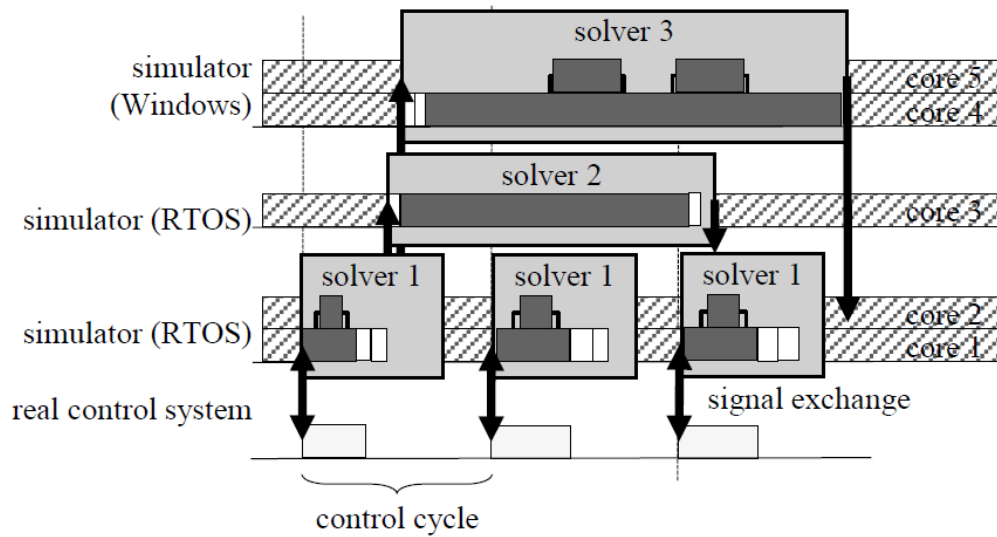 solver 3
simulator
(Windows)
core 5
core 4
solver 2
simulator (RTOS)
core 3
solver 1
solver 1
solver 1
simulator (RTOS)
core 2
core 1
real control system
signal exchange
control cycle